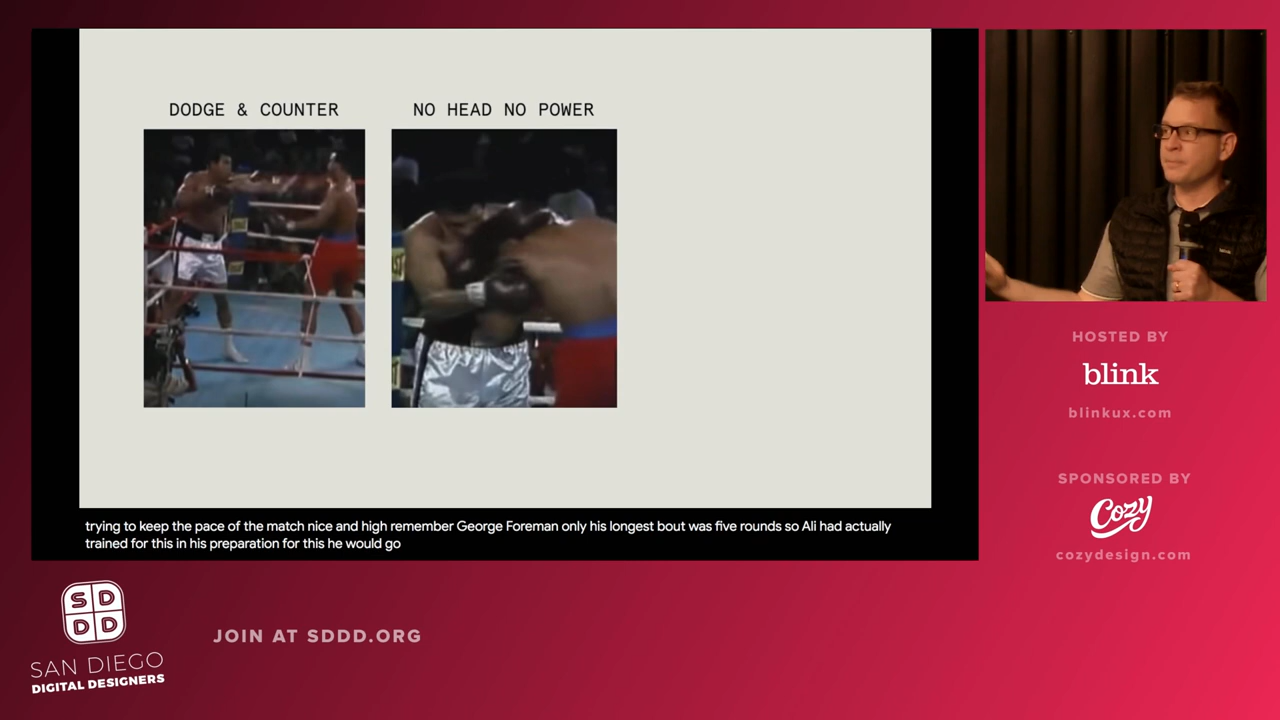 DODGE & COUNTER
NO HEAD NO POWER
trying to keep the pace of the match nice and high remember George Foreman only his longest bout was five rounds so Ali had actually
trained for this in his preparation for this he would go
HOSTED BY
blink
blinkux.com
SPONSORED BY
Cozy
cozydesign.com
SD
DD
SAN DIEGO
DIGITAL DESIGNERS
JOIN AT SDDD.ORG